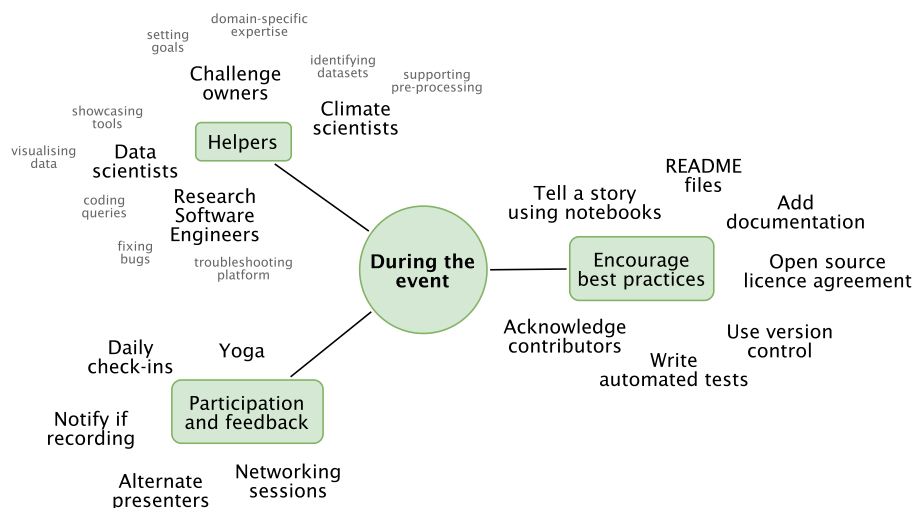 domain-specific
expertise
setting
goals
identifying
datasets
supporting
pre-processing
Challenge
owners
Climate
scientists
showcasing
tools
Helpers
visualising
data
Data
scientists
coding
queries
Research
Software
Engineers
fixing
bugs
troubleshooting
platform
During the
event
README
files
Tell a story
using notebooks
Add
documentation
Encourage
best practices
Open source
licence agreement
Acknowledge
contributors
Use version
control
Write
automated tests
Daily
check-ins
Yoga
Participation
and feedback
Notify if
recording
Alternate
presenters
Networking
sessions